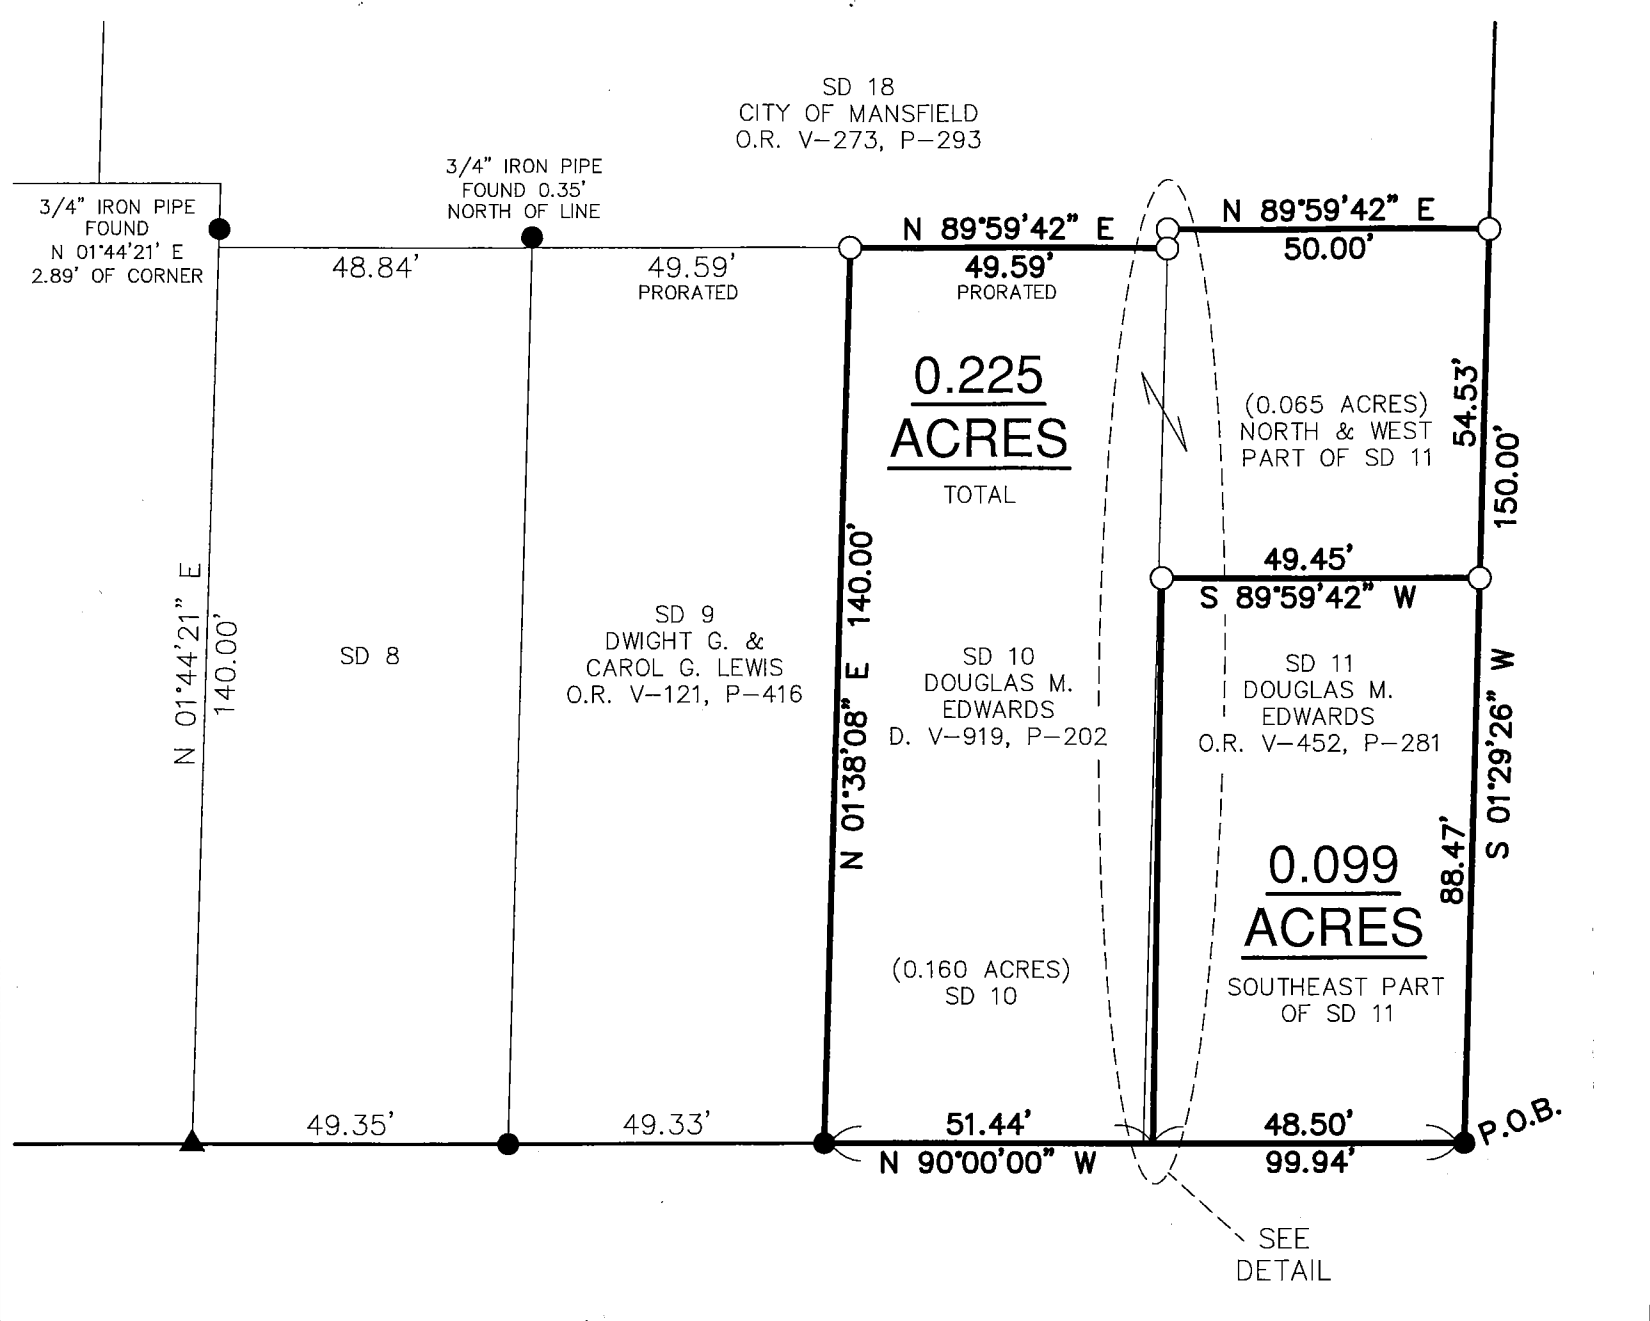 SD 18
CITY OF MANSFIELD
O.R. V-273, P-293
3/4" IRON PIPE
FOUND 0.35'
NORTH OF LINE
3/4" IRON PIPE
FOUND
N 01°44'21' E
2.89' OF CORNER
N 89°59'42" E
49.59'
PRORATED
N 89°59'42" E
50.00'
48.84'
49.59'
PRORATED
0.225
ACRES
TOTAL
(0.065 ACRES)
NORTH & WEST
PART OF SD 11
54.53'
150.00'
S 01°29'26" W
88.47'
49.45'
S 89°59'42" W
N 01°44'21" E
140.00'
SD 8
SD 9
DWIGHT G. &
CAROL G. LEWIS
O.R. V-121, P-416
N 01°38'08" E 140.00'
SD 10
DOUGLAS M.
EDWARDS
D. V-919, P-202
SD 11
DOUGLAS M.
EDWARDS
O.R. V-452, P-281
0.099
ACRES
SOUTHEAST PART
OF SD 11
(0.160 ACRES)
SD 10
49.35'
49.33'
51.44'
48.50'
N 90°00'00" W
99.94'
P.O.B.
SEE
DETAIL